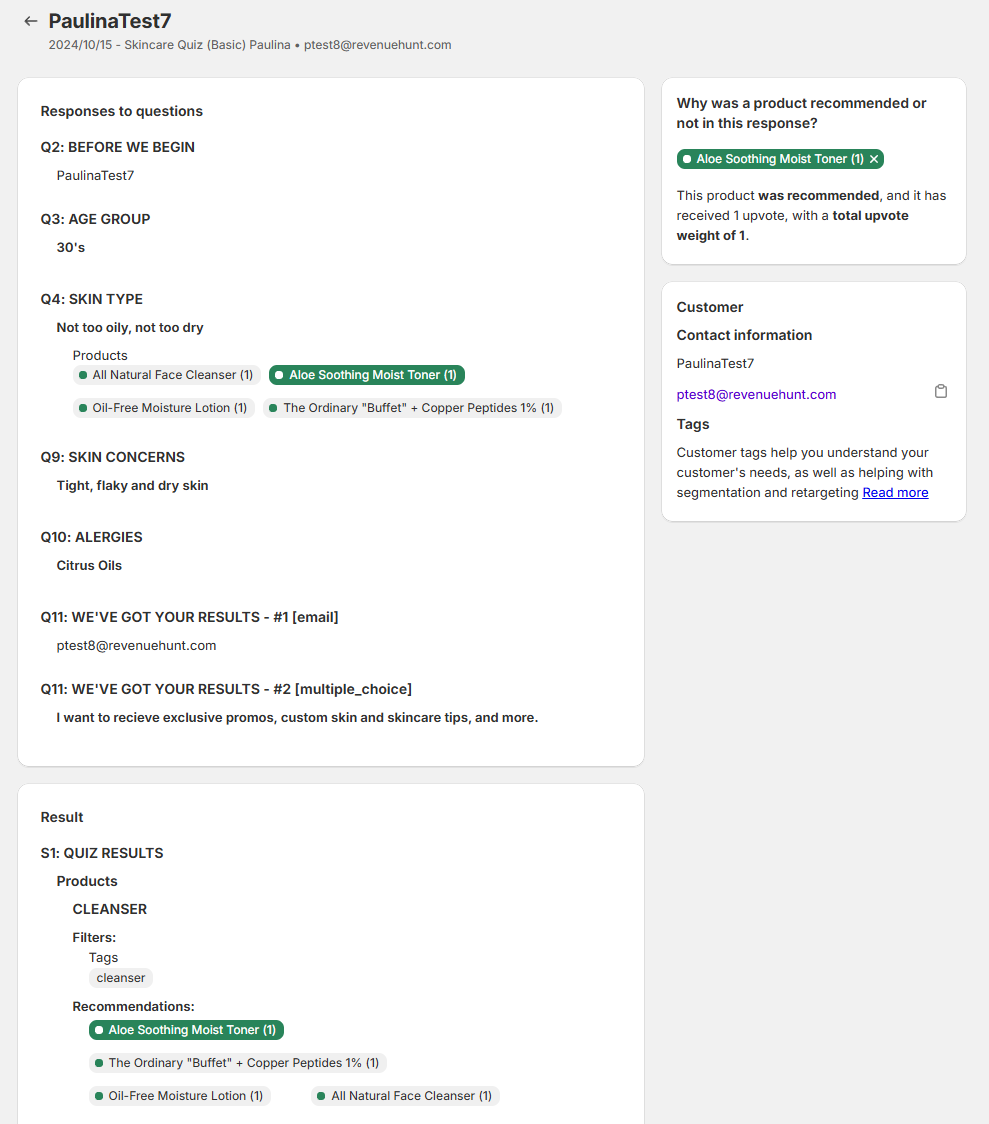 PaulinaTest7
2024/10/15 - Skincare Quiz (Basic) Paulina • ptest8@revenuehunt.com
Responses to questions
Q2: BEFORE WE BEGIN
PaulinaTest7
Q3: AGE GROUP
30's
Q4: SKIN TYPE
Not too oily, not too dry
Products
All Natural Face Cleanser (1)
Aloe Soothing Moist Toner (1)
Oil-Free Moisture Lotion (1)
The Ordinary "Buffet" + Copper Peptides 1% (1)
Q9: SKIN CONCERNS
Tight, flaky and dry skin
Q10: ALERGIES
Citrus Oils
Q11: WE'VE GOT YOUR RESULTS - #1 [email]
ptest8@revenuehunt.com
Q11: WE'VE GOT YOUR RESULTS - #2 [multiple_choice]
I want to recieve exclusive promos, custom skin and skincare tips, and more.
Result
S1: QUIZ RESULTS
Products
CLEANSER
Filters:
Tags
cleanser
Recommendations:
Aloe Soothing Moist Toner (1)
The Ordinary "Buffet" + Copper Peptides 1% (1)
Oil-Free Moisture Lotion (1)
All Natural Face Cleanser (1)
Why was a product recommended or
not in this response?
Aloe Soothing Moist Toner (1)
This product was recommended, and it has
received 1 upvote, with a total upvote
weight of 1.
Customer
Contact information
PaulinaTest7
ptest8@revenuehunt.com
Tags
Customer tags help you understand your
customer's needs, as well as helping with
segmentation and retargeting Read more